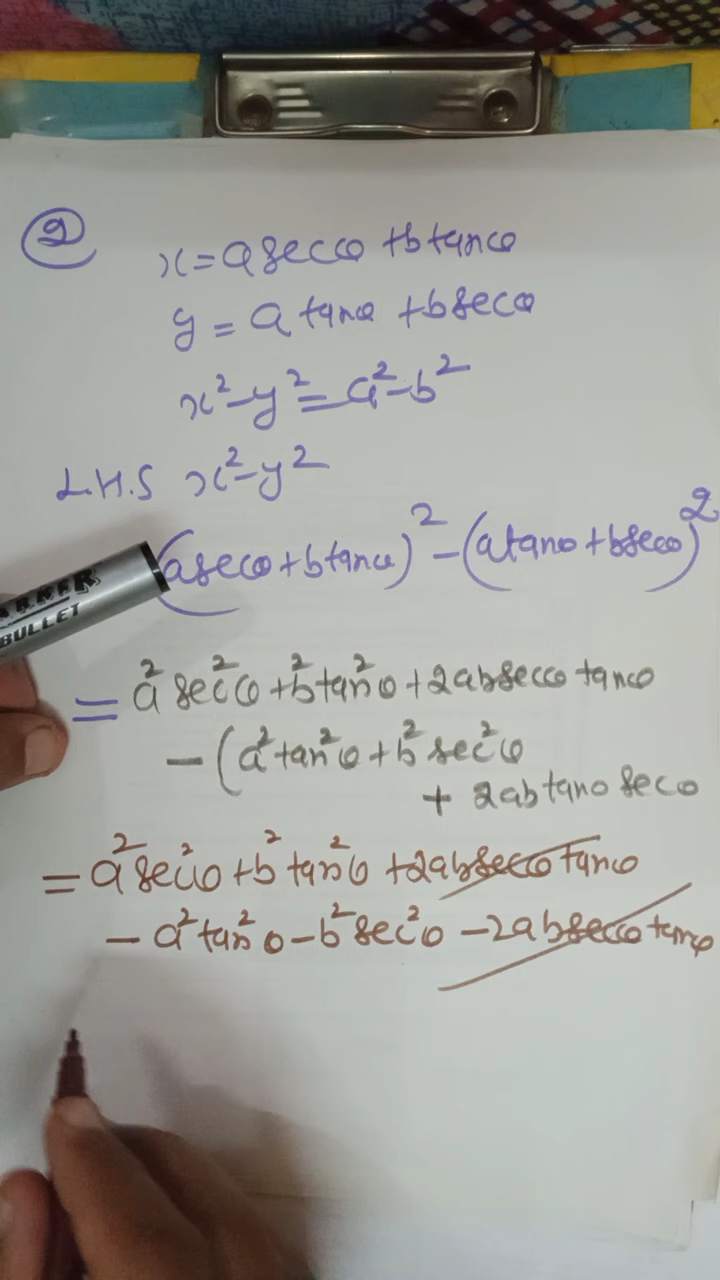 ②
x = a secθ + b tanθ
y = a tanθ + b secθ
x² - y² = a² - b²
L.H.S x² - y²
(a secθ + b tanθ)² - (a tanθ + b secθ)²
MARKER
BULLET
= a² sec²θ + b² tan²θ + 2ab secθ tanθ
- (a² tan²θ + b² sec²θ
+ 2ab tanθ secθ
= a² sec²θ + b² tan²θ + 2ab secθ tanθ
- a² tan²θ - b² sec²θ - 2ab secθ tanθ